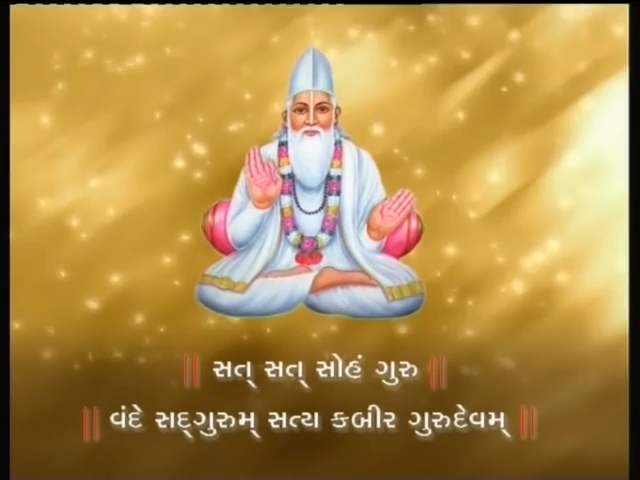 ॥ સત્ સત્ સોહં ગુરુ ॥
॥ વંદે સદ્‌ગુરુમ્ સત્ય કબીર ગુરુદેવમ્ ॥